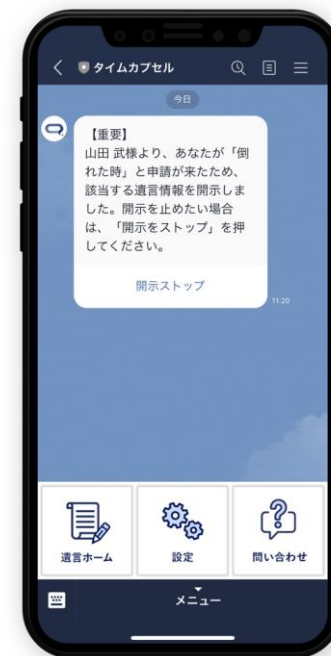 タイムカプセル
今日
【重要】
山田 武様より、あなたが「倒
れた時」と申請が来たため、
該当する遺言情報を開示しま
した。開示を止めたい場合
は、「開示をストップ」を押
してください。
開示ストップ
11:20
遺言ホーム
設定
問い合わせ
メニュー